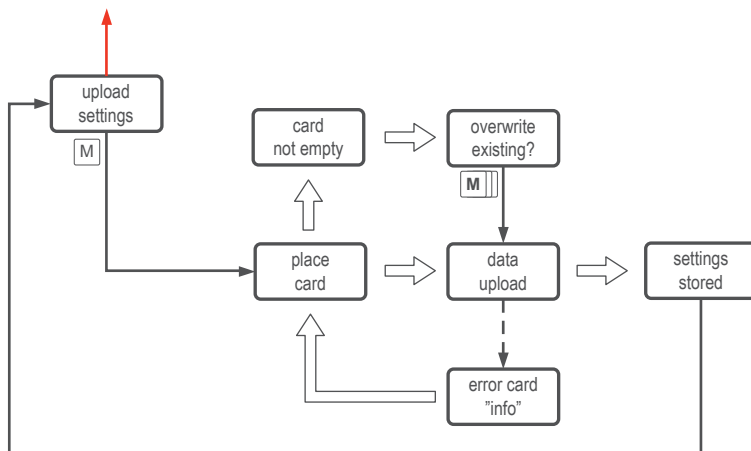 upload
settings
M
card
not empty
overwrite
existing?
M
place
card
data
upload
settings
stored
error card
”info”